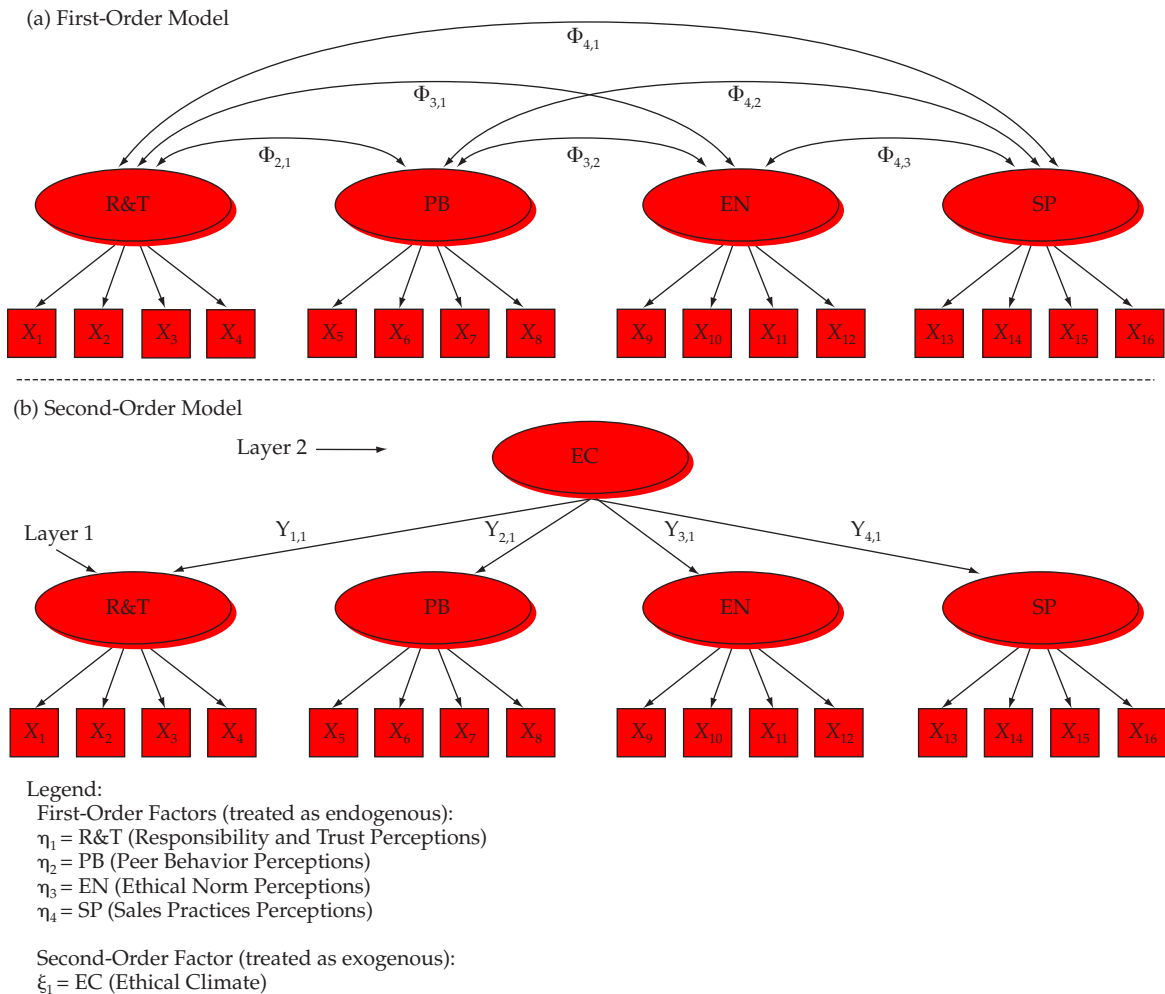 (a) First-Order Model
Φ4,1
Φ3,1 Φ4,2
Φ2,1 Φ3,2 Φ4,3
R&T PB EN SP
X1 X2 X3 X4 X5 X6 X7 X8 X9 X10 X11 X12 X13 X14 X15 X16
(b) Second-Order Model
Layer 2 EC
Layer 1 Υ1,1 Υ2,1 Υ3,1 Υ4,1
R&T PB EN SP
X1 X2 X3 X4 X5 X6 X7 X8 X9 X10 X11 X12 X13 X14 X15 X16
Legend:
First-Order Factors (treated as endogenous):
η1 = R&T (Responsibility and Trust Perceptions)
η2 = PB (Peer Behavior Perceptions)
η3 = EN (Ethical Norm Perceptions)
η4 = SP (Sales Practices Perceptions)
Second-Order Factor (treated as exogenous):
ξ1 = EC (Ethical Climate)